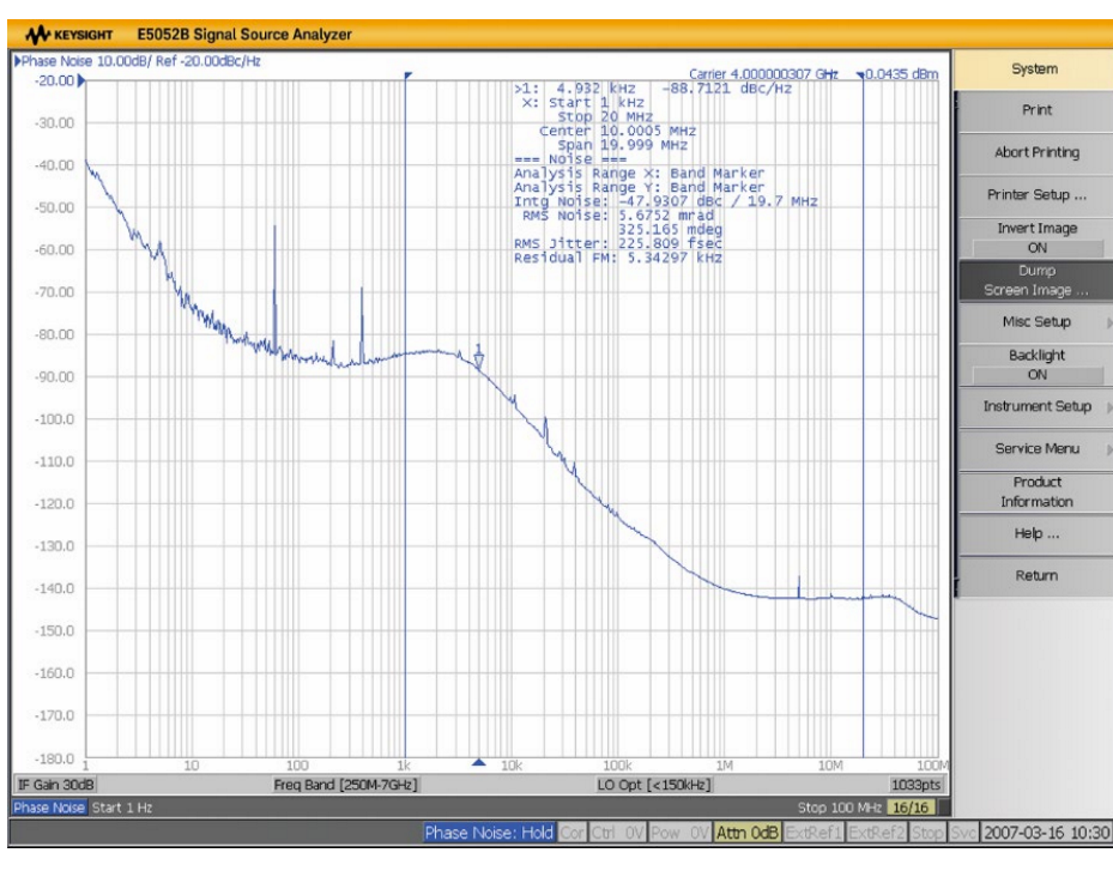 KEYSIGHT E5052B Signal Source Analyzer
Phase Noise 10.00dB/ Ref -20.00dBc/Hz
Carrier 4.000000307 GHz 0.0435 dBm
>1: 4.932 kHz -88.7121 dBc/Hz
X: Start 1 kHz
Stop 20 MHz
Center 10.0005 MHz
Span 19.999 MHz
=== Noise ===
Analysis Range X: Band Marker
Analysis Range Y: Band Marker
Intg Noise: -47.9307 dBc / 19.7 MHz
RMS Noise: 5.6752 mrad
325.165 mdeg
RMS Jitter: 225.809 fsec
Residual FM: 5.34297 kHz
-20.00
-30.00
-40.00
-50.00
-60.00
-70.00
-80.00
-90.00
-100.0
-110.0
-120.0
-130.0
-140.0
-150.0
-160.0
-170.0
-180.0
1
1 10 100 1k 10k 100k 1M 10M 100M
IF Gain 30dB Freq Band [250M-7GHz] LO Opt [<150kHz] 1033pts
Phase Noise Start 1 Hz Stop 100 MHz 16/16
Phase Noise: Hold Cor Ctrl 0V Pow 0V Attn 0dB ExtRef1 ExtRef2 Stop Svc 2007-03-16 10:30
System
Print
Abort Printing
Printer Setup ...
Invert Image
ON
Dump
Screen Image ...
Misc Setup
Backlight
ON
Instrument Setup
Service Menu
Product
Information
Help ...
Return